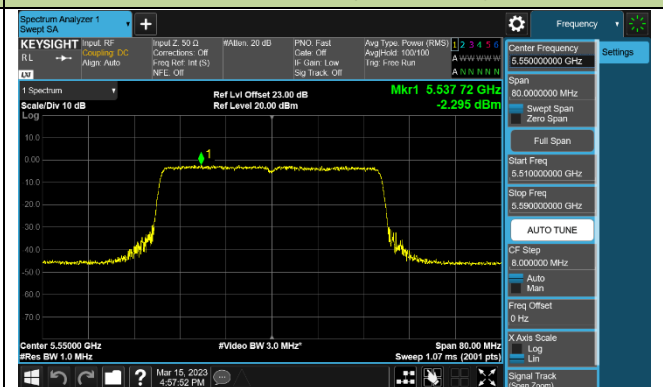 Spectrum Analyzer 1
Swept SA
+
Frequency
KEYSIGHT
RL
LXI
Input: RF
Coupling: DC
Align: Auto
Input Z: 50 Ω
Corrections: Off
Freq Ref: Int (S)
NFE: Off
#Atten: 20 dB
PNO: Fast
Gate: Off
IF Gain: Low
Sig Track: Off
Avg Type: Power (RMS)
Avg|Hold: 100/100
Trig: Free Run
1 2 3 4 5 6
A W W W W W
A N N N N N
Center Frequency
5.550000000 GHz
Settings
Span
80.0000000 MHz
Swept Span
Zero Span
Full Span
Start Freq
5.510000000 GHz
Stop Freq
5.590000000 GHz
AUTO TUNE
CF Step
8.000000 MHz
Auto
Man
Freq Offset
0 Hz
X Axis Scale
Log
Lin
Signal Track
(Span Zoom)
1 Spectrum
Scale/Div 10 dB
Log
Ref Lvl Offset 23.00 dB
Ref Level 20.00 dBm
Mkr1 5.537 72 GHz
-2.295 dBm
1
10.0
0.00
-10.0
-20.0
-30.0
-40.0
-50.0
-60.0
-70.0
Center 5.55000 GHz
#Res BW 1.0 MHz
#Video BW 3.0 MHz*
Span 80.00 MHz
Sweep 1.07 ms (2001 pts)
?
Mar 15, 2023
4:57:52 PM